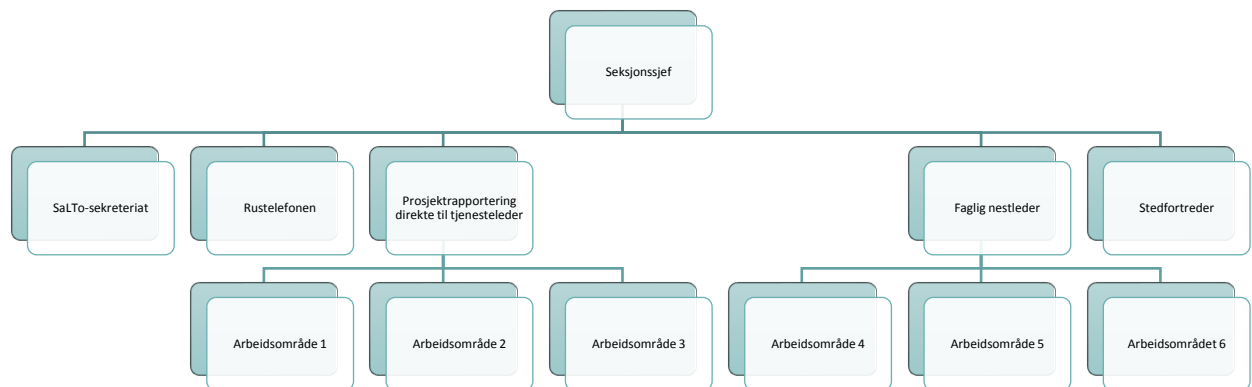 Seksjonssjef
SaLTo-sekreteriat
Rustelefonen
Prosjektrapportering
direkte til tjenesteleder
Faglig nestleder
Stedfortreder
Arbeidsområde 1
Arbeidsområde 2
Arbeidsområde 3
Arbeidsområde 4
Arbeidsområde 5
Arbeidsområdet 6